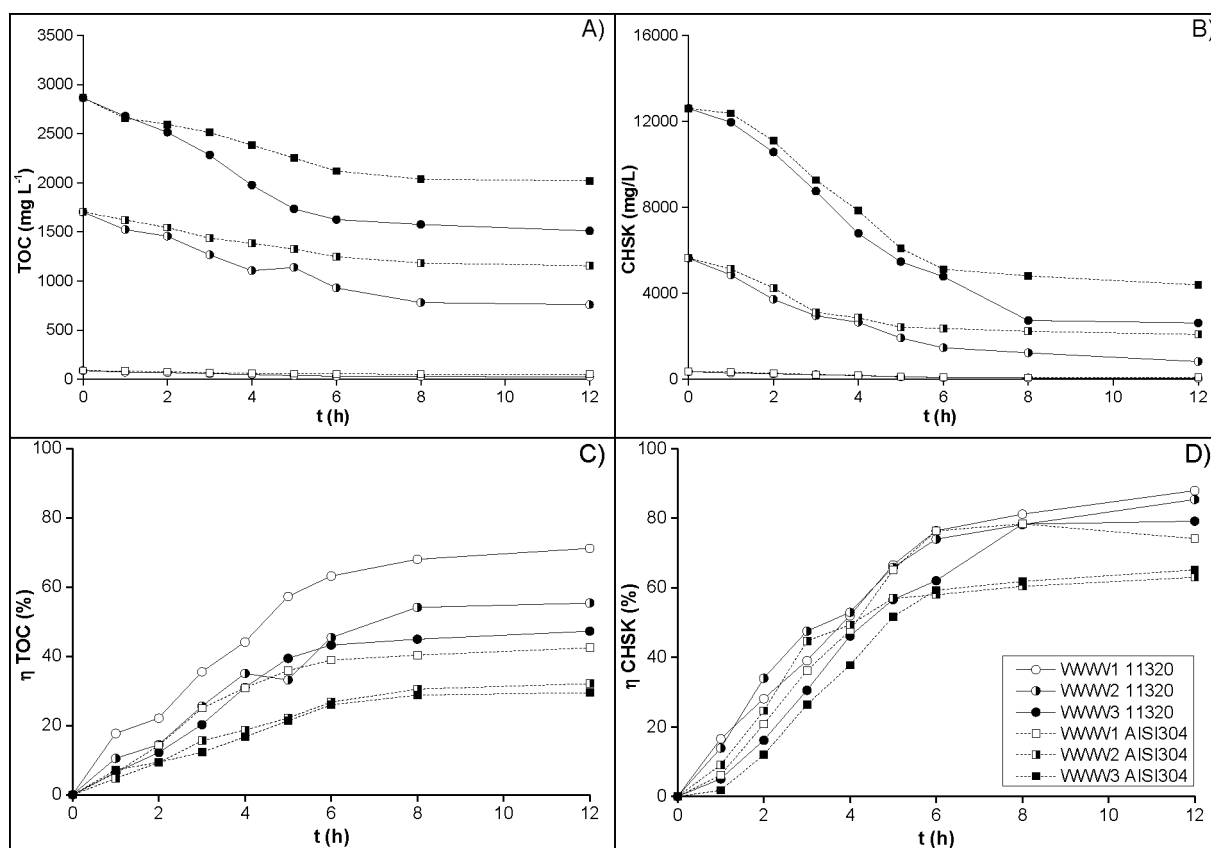 A)
TOC (mg L⁻¹)
3500
3000
2500
2000
1500
1000
500
0
0 2 4 6 8 10 12
t (h)
B)
CHSK (mg/L)
16000
12000
8000
4000
0
0 2 4 6 8 10 12
t (h)
C)
η TOC (%)
100
80
60
40
20
0
0 2 4 6 8 10 12
t (h)
D)
η CHSK (%)
100
80
60
40
20
0
0 2 4 6 8 10 12
t (h)
WWW1 11320
WWW2 11320
WWW3 11320
WWW1 AISI304
WWW2 AISI304
WWW3 AISI304